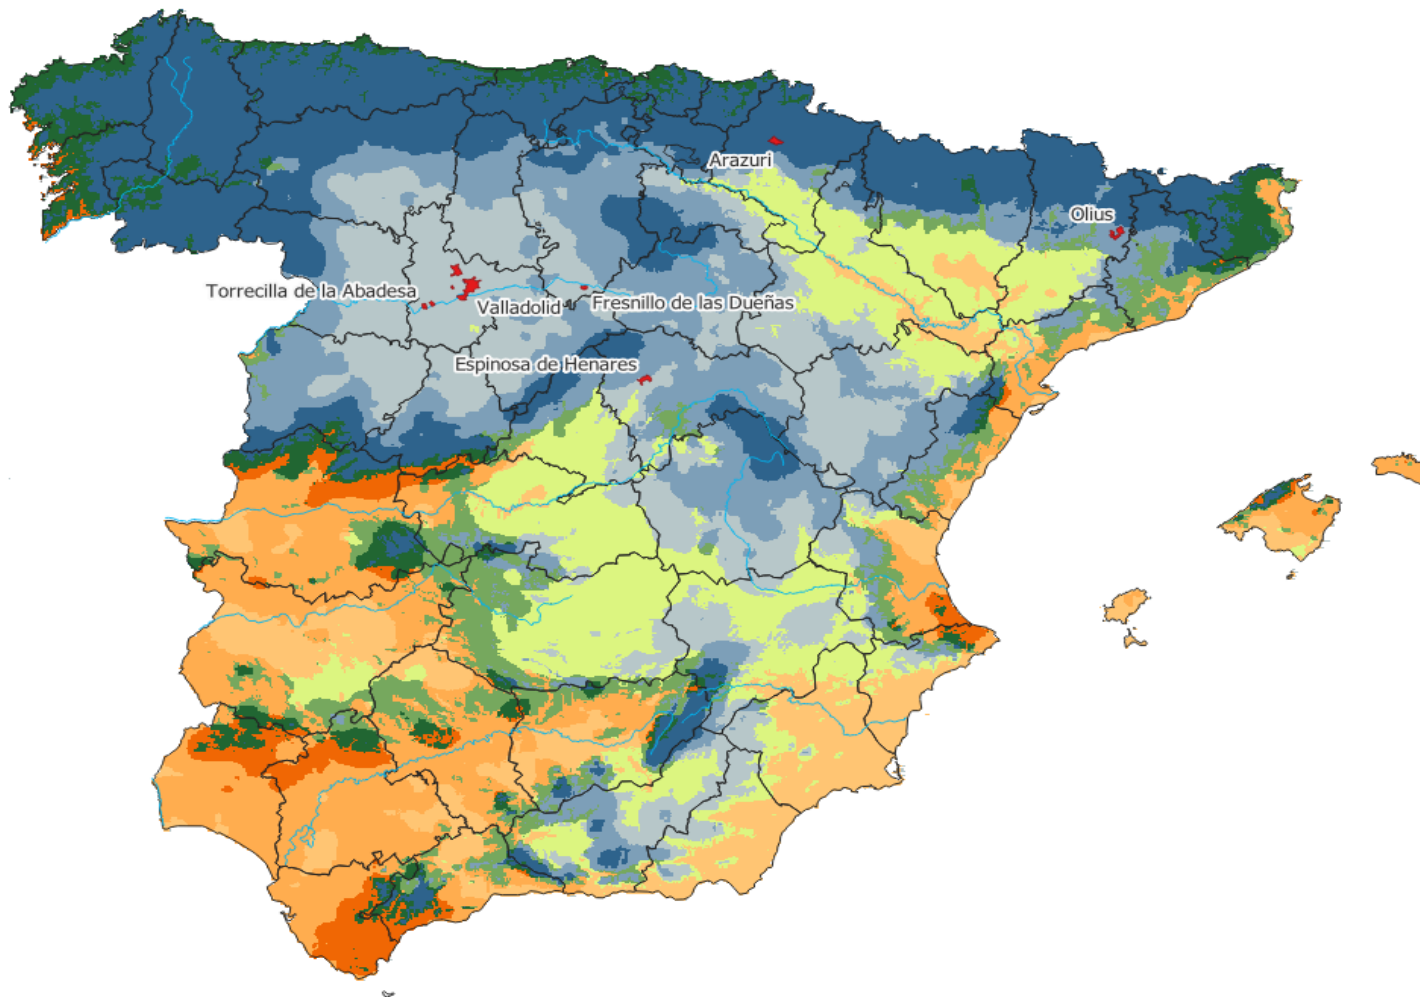 Arazuri
Olius
Torrecilla de la Abadesa
Valladolid
Fresnillo de las Dueñas
Espinosa de Henares